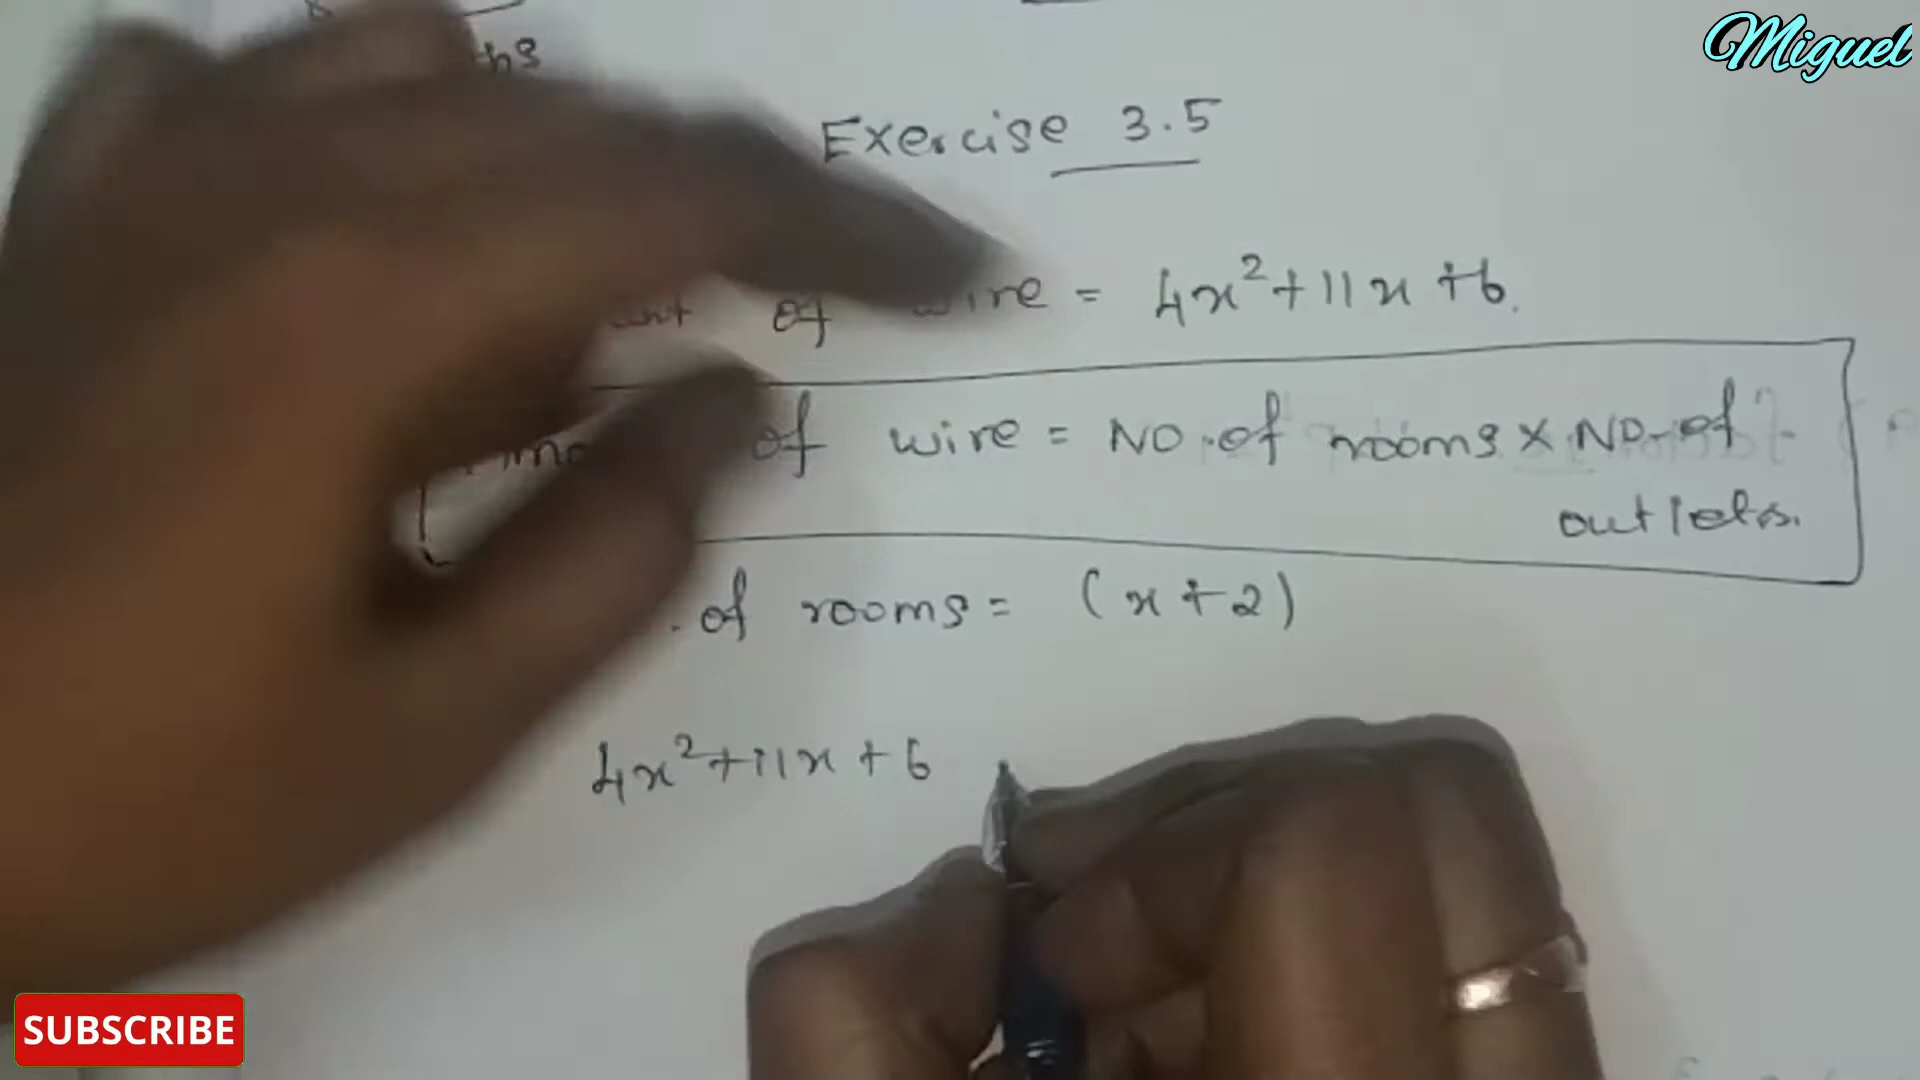 Miguel
Exercise 3.5
of wire = 4x²+11x+6.
of wire = NO.of rooms x NO.of
outlets.
.of rooms = (x+2)
4x²+11x+6
SUBSCRIBE